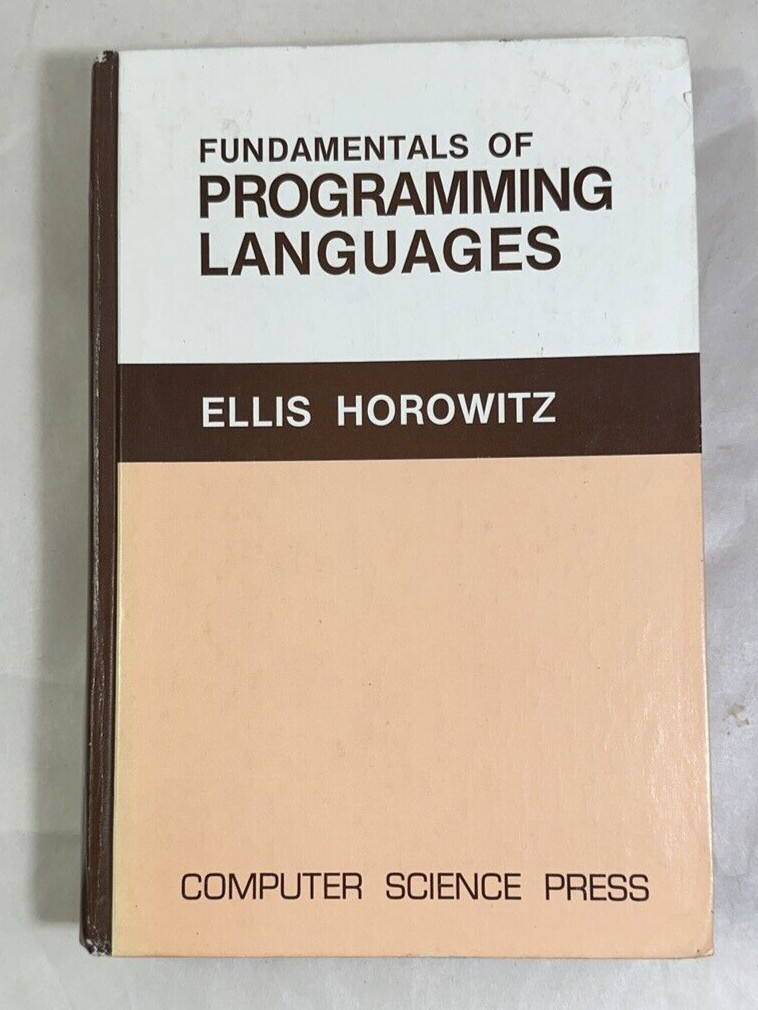 FUNDAMENTALS OF
PROGRAMMING
LANGUAGES
ELLIS HOROWITZ
COMPUTER SCIENCE PRESS